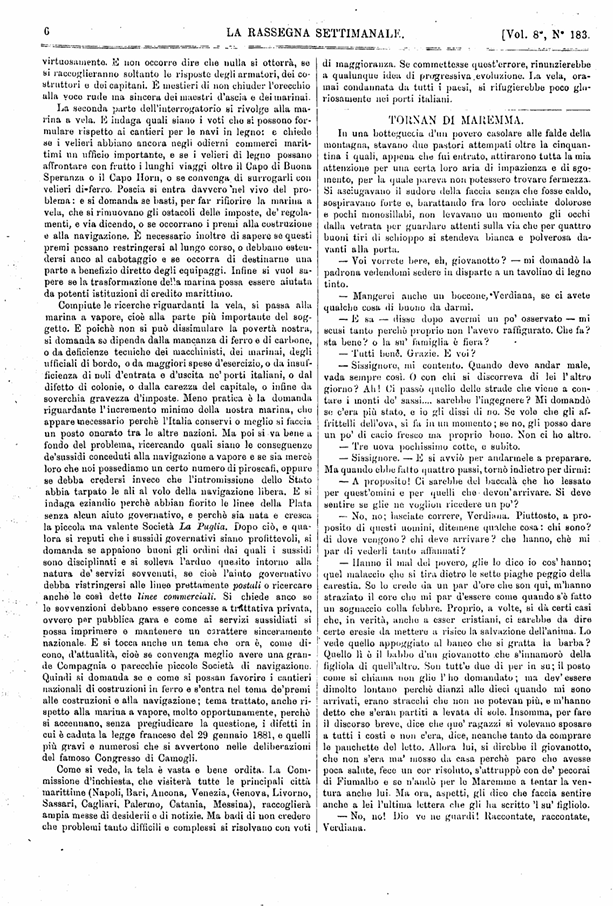 6
LA RASSEGNA SETTIMANALE.
[Vol. 8°, N° 183.
virtuosamente. E non occorre dire che nulla si otterrà, se
si raccoglieranno soltanto le risposte degli armatori, dei co-
struttori e dei capitani. È mestieri di non chiuder l'orecchio
alla voce rude ma sincera dei maestri d'ascia e dei marinai.
La seconda parte dell'interrogatorio si rivolge alla ma-
rina a vela. E indaga quali siano i voti che si possono for-
mulare rispetto ai cantieri per le navi in legno: e chiede
se i velieri abbiano ancora negli odierni commerci marit-
timi un ufficio importante, e se i velieri di legno possano
affrontare con frutto i lunghi viaggi oltre il Capo di Buona
Speranza o il Capo Horn, o se convenga di surrogarli con
velieri di ferro. Poscia si entra davvero nel vivo del pro-
blema: e si domanda se basti, per far rifiorire la marina a
vela, che si rimuovano gli ostacoli delle imposte, de' regola-
menti, e via dicendo, o se occorrano i premii alla costruzione
e alla navigazione. È necessario inoltre di sapere se questi
premi possano restringersi al lungo corso, o debbano esten-
dersi anco al cabotaggio e se occorra di destinarne una
parte a benefizio diretto degli equipaggi. Infine si vuol sa-
pere se la trasformazione della marina possa essere aiutata
da potenti istituzioni di credito marittimo.
Compiute le ricerche riguardanti la vela, si passa alla
marina a vapore, cioè alla parte più importante del sog-
getto. E poichè non si può dissimulare la povertà nostra,
si domanda se dipenda dalla mancanza di ferro e di carbone,
o da deficienze tecniche dei macchinisti, dei marinai, degli
ufficiali di bordo, o da maggiori spese d'esercizio, o da insuf-
ficienza di noli d'entrata e d'uscita ne' porti italiani, o dal
difetto di colonie, o dalla carezza del capitale, o infine da
soverchia gravezza d'imposte. Meno pratica è la domanda
riguardante l'incremento minimo della nostra marina, che
appare necessario perchè l'Italia conservi o meglio si faccia
un posto onorato tra le altre nazioni. Ma poi si va bene a
fondo del problema, ricercando quali siano le conseguenze
de'sussidi conceduti alla navigazione a vapore e se sia mercè
loro che noi possediamo un certo numero di piroscafi, oppure
se debba credersi invece che l'intromissione dello Stato
abbia tarpato le ali al volo della navigazione libera. E si
indaga eziandio perchè abbian fiorito le linee della Plata
senza alcun aiuto governativo, e perchè sia nata e cresca
la piccola ma valente Società La Puglia. Dopo ciò, e qua-
lora si reputi che i sussidi governativi siano profittevoli, si
domanda se appaiono buoni gli ordini dai quali i sussidi
sono disciplinati e si solleva l'arduo quesito intorno alla
natura de' servizi sovvenuti, se cioè l'aiuto governativo
debba ristringersi alle linee prettamente postali o ricercare
anche le così dette linee commerciali. Si chiede anco se
le sovvenzioni debbano essere concesse a trattativa privata,
ovvero per pubblica gara e come ai servizi sussidiati si
possa imprimere e mantenere un carattere sinceramente
nazionale. E si tocca anche un tema che ora è, come di-
cono, d'attualità, cioè se convenga meglio avere una gran-
de Compagnia o parecchie piccole Società di navigazione.
Quindi si domanda se e come si possan favorire i cantieri
nazionali di costruzioni in ferro e s'entra nel tema de'premi
alle costruzioni e alla navigazione; tema trattato, anche ri-
spetto alla marina a vapore, molto opportunamente, perchè
si accennano, senza pregiudicare la questione, i difetti in
cui è caduta la legge francese del 29 gennaio 1881, e quelli
più gravi e numerosi che si avvertono nelle deliberazioni
del famoso Congresso di Camogli.
Come si vede, la tela è vasta e bene ordita. La Com-
missione d'inchiesta, che visiterà tutte le principali città
marittime (Napoli, Bari, Ancona, Venezia, Genova, Livorno,
Sassari, Cagliari, Palermo, Catania, Messina), raccoglierà
ampia messe di desiderii e di notizie. Ma badi di non credere
che problemi tanto difficili e complessi si risolvano con voti
di maggioranza. Se commettesse quest'errore, rinunzierebbe
a qualunque idea di progressiva evoluzione. La vela, ora-
mai condannata da tutti i paesi, si rifugierebbe poco glo-
riosamente nei porti italiani.
TORNAN DI MAREMMA.
In una botteguccia d'un povero casolare alle falde della
montagna, stavano due pastori attempati oltre la cinquan-
tina i quali, appena che fui entrato, attirarono tutta la mia
attenzione per una certa loro aria di impazienza e di sgo-
mento, per la quale pareva non potessero trovare fermezza.
Si asciugavano il sudore della faccia senza che fosse caldo,
sospiravano forte e, barattando fra loro occhiate dolorose
e pochi monosillabi, non levavano un momento gli occhi
dalla vetrata per guardare attenti sulla via che per quattro
buoni tiri di schioppo si stendeva bianca e polverosa da-
vanti alla porta.
— Voi vorrete bere, eh, giovanotto? — mi domandò la
padrona vedendomi sedere in disparte a un tavolino di legno
tinto.
— Mangerei anche un boccone, Verdiana, se ci avete
qualche cosa di buono da darmi.
— E sa — disse dopo avermi un po' osservato — mi
scusi tanto perchè proprio non l'avevo raffigurato. Che fa?
sta bene? o la su' famiglia è fiera?
— Tutti bene. Grazie. E voi?
— Sissignore, mi contento. Quando deve andar male,
vada sempre così. O con chi si discorreva di lei l'altro
giorno? Ah! Ci passò quello delle strade che viene a con-
tare i monti de' sassi.... sarebbe l'ingegnere? Mi domandò
se c'era più stato, e io gli dissi di no. Se vole che gli af-
frittelli dell'ova, si fa in un momento; se no, gli posso dare
un po' di cacio fresco ma proprio bono. Non ci ho altro.
— Tre uova pochissimo cotte, e subito.
— Sissignore. — E si avviò per andarmele a preparare.
Ma quando ebbe fatto quattro passi, tornò indietro per dirmi:
— A proposito! Ci sarebbe del baccalà che ho lessato
per quest'omini e per quelli che devon'arrivare. Si deve
sentire se glie ne voglion ricedere un po'?
— No, no; lasciate correre, Verdiana. Piuttosto, a pro-
posito di questi uomini, ditemene qualche cosa: chi sono?
di dove vengono? chi deve arrivare? che hanno, chè mi
par di vederli tanto affannati?
— Hanno il mal del povero, glie lo dico io cos'hanno;
quel malaccio che si tira dietro le sette piaghe peggio della
carestia. Se lo crede da un par d'ore che son qui, m'hanno
straziato il core che mi par d'essere come quando s'è fatto
un sognaccio colla febbre. Proprio, a volte, si dà certi casi
che, in verità, anche a esser cristiani, ci sarebbe da dire
certe eresie da mettere a risico la salvazione dell'anima. Lo
vede quello appoggiato al banco che si gratta la barba?
Quello lì è il babbo d'un giovanotto che s'innamorò della
figliola di quell'altro. Son tutt'e due di per in su; il posto
come si chiama non glie l'ho domandato; ma dev'essere
dimolto lontano perchè dianzi alle dieci quando mi sono
arrivati, erano stracchi che non ne potevan più, e m'hanno
detto che s'eran partiti a levata di sole. Insomma, per fare
il discorso breve, dice che que' ragazzi si volevano sposare
a tutti i costi e non c'era, dice, neanche tanto da comprare
le panchette del letto. Allora lui, si direbbe il giovanotto,
che non s'era ma' mosso da casa perchè pare che avesse
poca salute, fece un cor risoluto, s'attruppò con de' pecorai
di Fiumalbo e se n'andò per le Maremme a tentar la ven-
tura anche lui. Ma ora, aspetti, gli dico che faccia sentire
anche a lei l'ultima lettera che gli ha scritto 'l su' figliolo.
— No, no! Dio ve ne guardi! Raccontate, raccontate,
Verdiana.